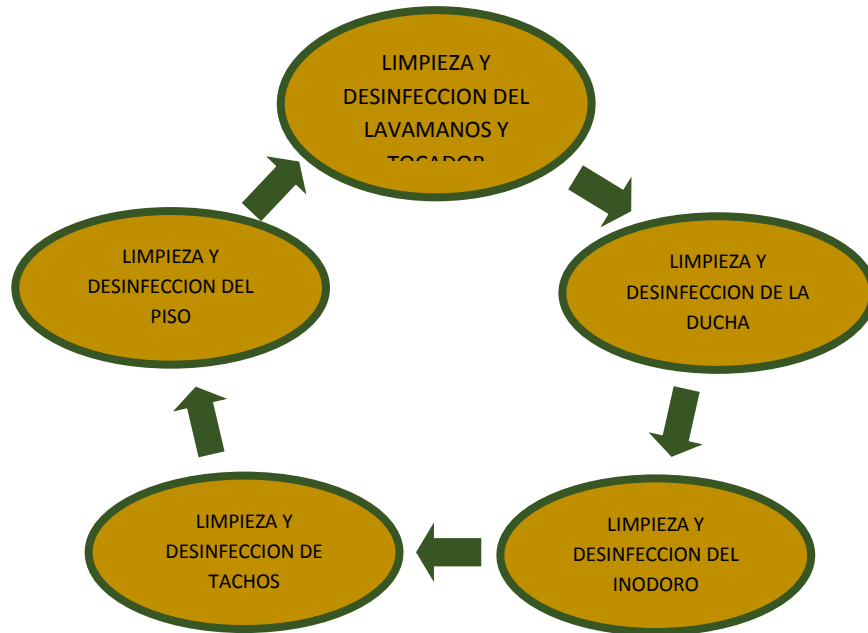 LIMPIEZA Y
DESINFECCION DEL
LAVAMANOS Y
TOCADOR
LIMPIEZA Y
DESINFECCION DE LA
DUCHA
LIMPIEZA Y
DESINFECCION DEL
INODORO
LIMPIEZA Y
DESINFECCION DE
TACHOS
LIMPIEZA Y
DESINFECCION DEL
PISO